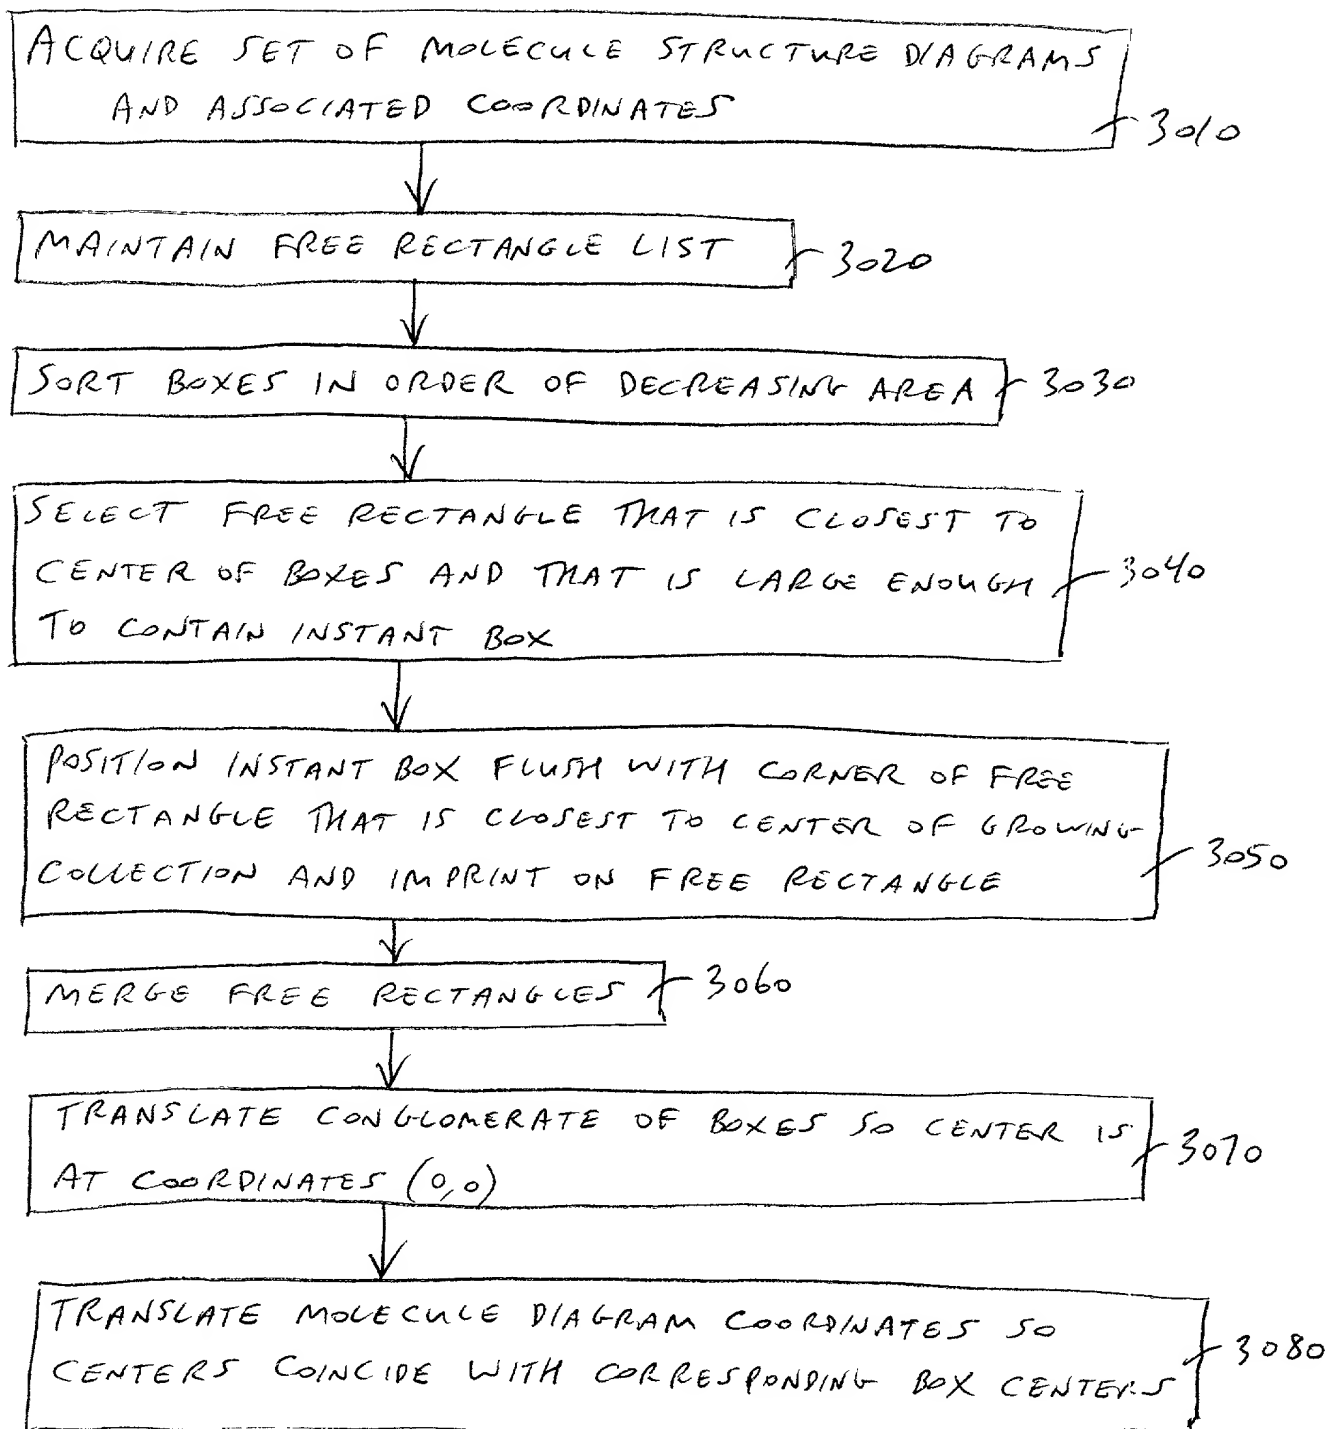 ACQUIRE SET OF MOLECULE STRUCTURE DIAGRAMS
AND ASSOCIATED COORDINATES
3010
MAINTAIN FREE RECTANGLE LIST
3020
SORT BOXES IN ORDER OF DECREASING AREA
3030
SELECT FREE RECTANGLE THAT IS CLOSEST TO
CENTER OF BOXES AND THAT IS LARGE ENOUGH
TO CONTAIN INSTANT BOX
3040
POSITION INSTANT BOX FLUSH WITH CORNER OF FREE
RECTANGLE THAT IS CLOSEST TO CENTER OF GROWING
COLLECTION AND IMPRINT ON FREE RECTANGLE
3050
MERGE FREE RECTANGLES
3060
TRANSLATE CONGLOMERATE OF BOXES SO CENTER IS
AT COORDINATES (0,0)
3070
TRANSLATE MOLECULE DIAGRAM COORDINATES SO
CENTERS COINCIDE WITH CORRESPONDING BOX CENTERS
3080